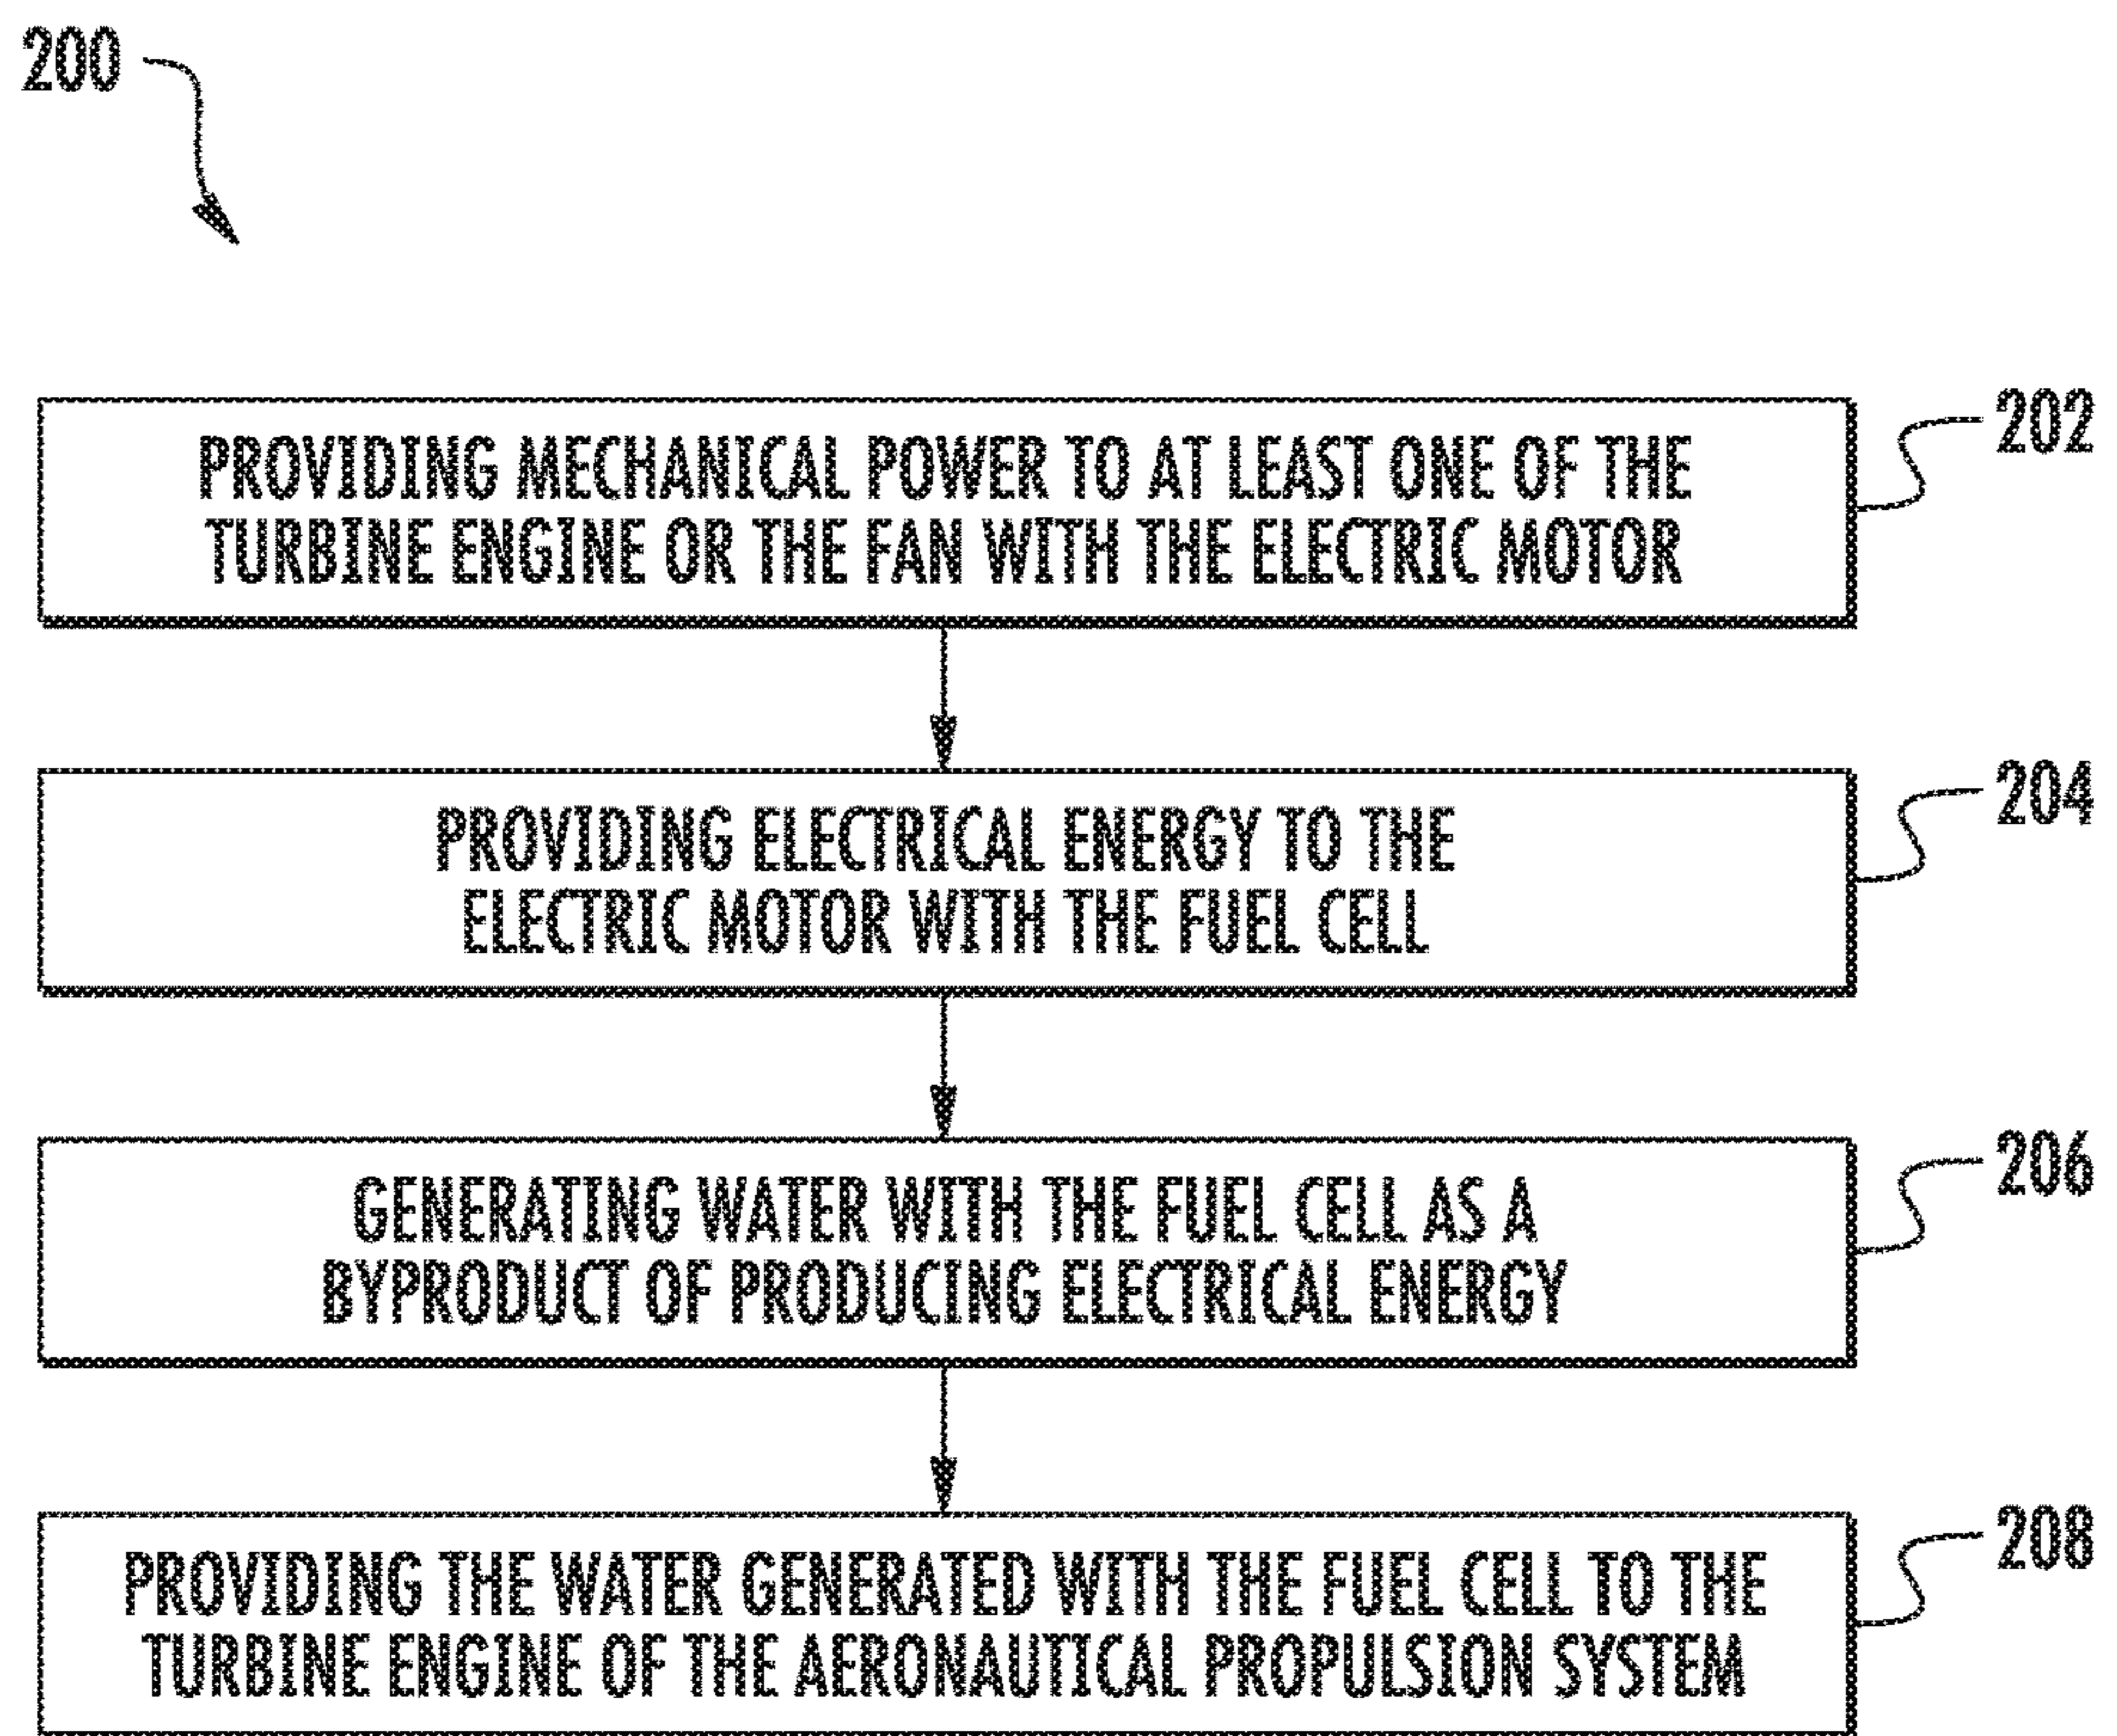 200
PROVIDING MECHANICAL POWER TO AT LEAST ONE OF THE
TURBINE ENGINE OR THE FAN WITH THE ELECTRIC MOTOR
202
PROVIDING ELECTRICAL ENERGY TO THE
ELECTRIC MOTOR WITH THE FUEL CELL
204
GENERATING WATER WITH THE FUEL CELL AS A
BYPRODUCT OF PRODUCING ELECTRICAL ENERGY
206
PROVIDING THE WATER GENERATED WITH THE FUEL CELL TO THE
TURBINE ENGINE OF THE AERONAUTICAL PROPULSION SYSTEM
208